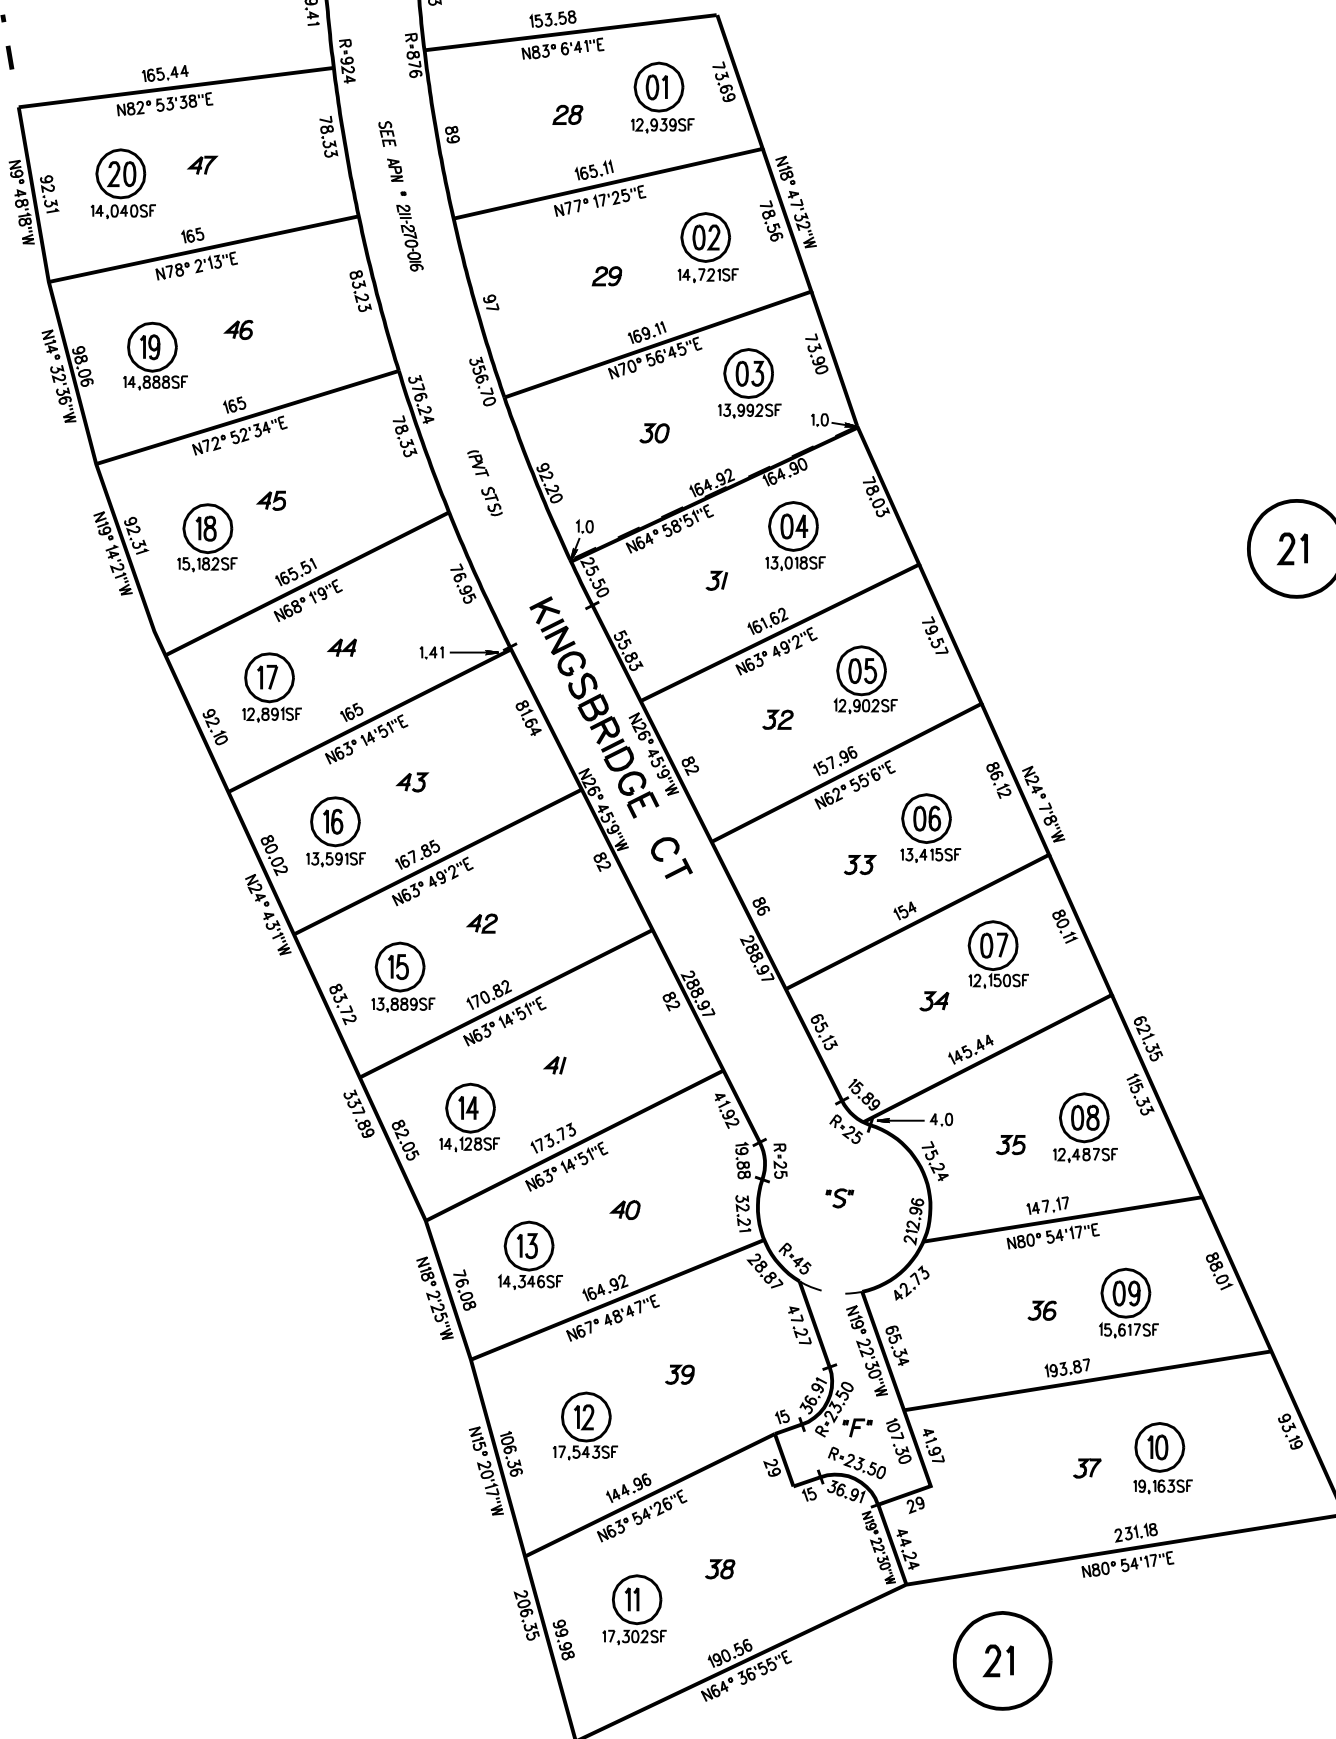 153.58
N83° 6'41"E
R=924
R=876
165.44
N82° 53'38"E
73.69
01
28
12,939SF
78.33
89
SEE APN * 211-270-016
20
47
14,040SF
N9° 48'18"W
92.31
165.11
N77° 17'25"E
N18° 47'32"W
78.56
02
29
14,721SF
165
N78° 2'13"E
83.23
97
19
46
14,888SF
N14° 32'36"W
98.06
169.11
N70° 56'45"E
73.90
03
13,992SF
30
1.0
356.70
376.24
165
N72° 52'34"E
78.33
(PVT STS)
92.20
164.92
164.90
78.03
18
45
15,182SF
N19° 14'21"W
92.31
1.0
N64° 58'51"E
04
13,018SF
31
25.50
165.51
N68° 1'9"E
76.95
55.83
161.62
N63° 49'2"E
79.57
21
17
44
12,891SF
1.41
KINGSBRIDGE CT
05
12,902SF
32
92.10
165
N63° 14'51"E
81.64
N26° 45'9"W
82
157.96
N62° 55'6"E
86.12
N24° 7'8"W
16
43
13,591SF
N26° 45'9"W
82
06
13,415SF
33
80.02
N24° 43'1"W
167.85
N63° 49'2"E
86
154
80.11
15
42
13,889SF
288.97
07
12,150SF
34
83.72
170.82
N63° 14'51"E
288.97
82
65.13
145.44
621.35
14
41
14,128SF
337.89
82.05
41.92
15.89
R=25
4.0
115.33
08
12,487SF
35
173.73
N63° 14'51"E
19.88
R=25
75.24
13
40
14,346SF
32.21
"S"
212.96
147.17
N80° 54'17"E
N18° 2'25"W
76.08
164.92
N67° 48'47"E
28.87
R=45
42.73
88.01
09
15,617SF
36
47.27
N19° 22'30"W
65.34
12
39
17,543SF
36.91
R=23.50
193.87
15
"F"
107.30
41.97
93.19
N15° 20'17"W
106.36
144.96
N63° 54'26"E
29
R=23.50
15
36.91
29
10
37
19,163SF
N19° 22'30"W
44.24
231.18
N80° 54'17"E
11
38
17,302SF
206.35
99.98
190.56
N64° 36'55"E
21